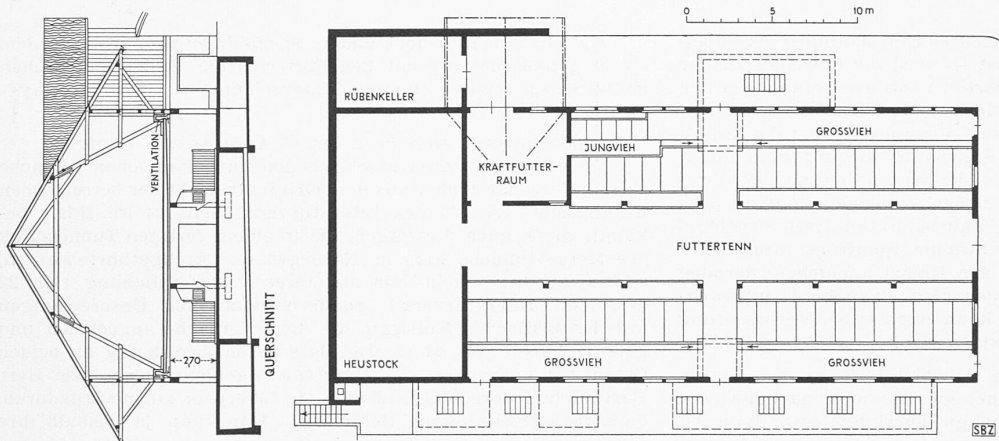 0 5 10 m
RÜBENKELLER
GROSSVIEH
JUNGVIEH
KRAFTFUTTER-
RAUM
VENTILATION
FUTTERTENN
QUERSCHNITT
270
HEUSTOCK
GROSSVIEH
GROSSVIEH
SBZ